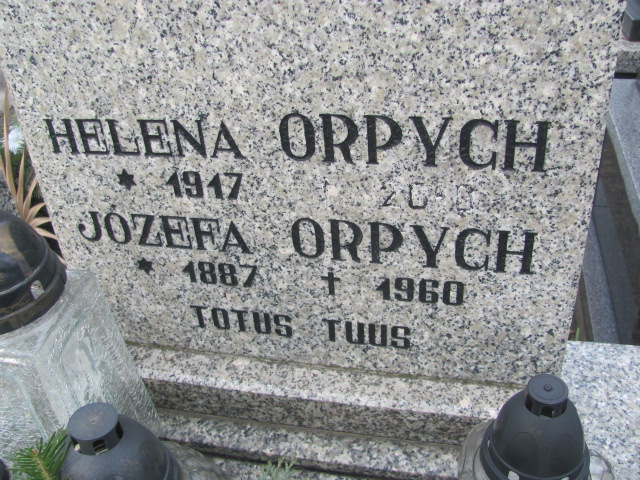 HELENA ORPYCH
* 1917
JÓZEFA ORPYCH
* 1887 † 1960
TOTUS TUUS